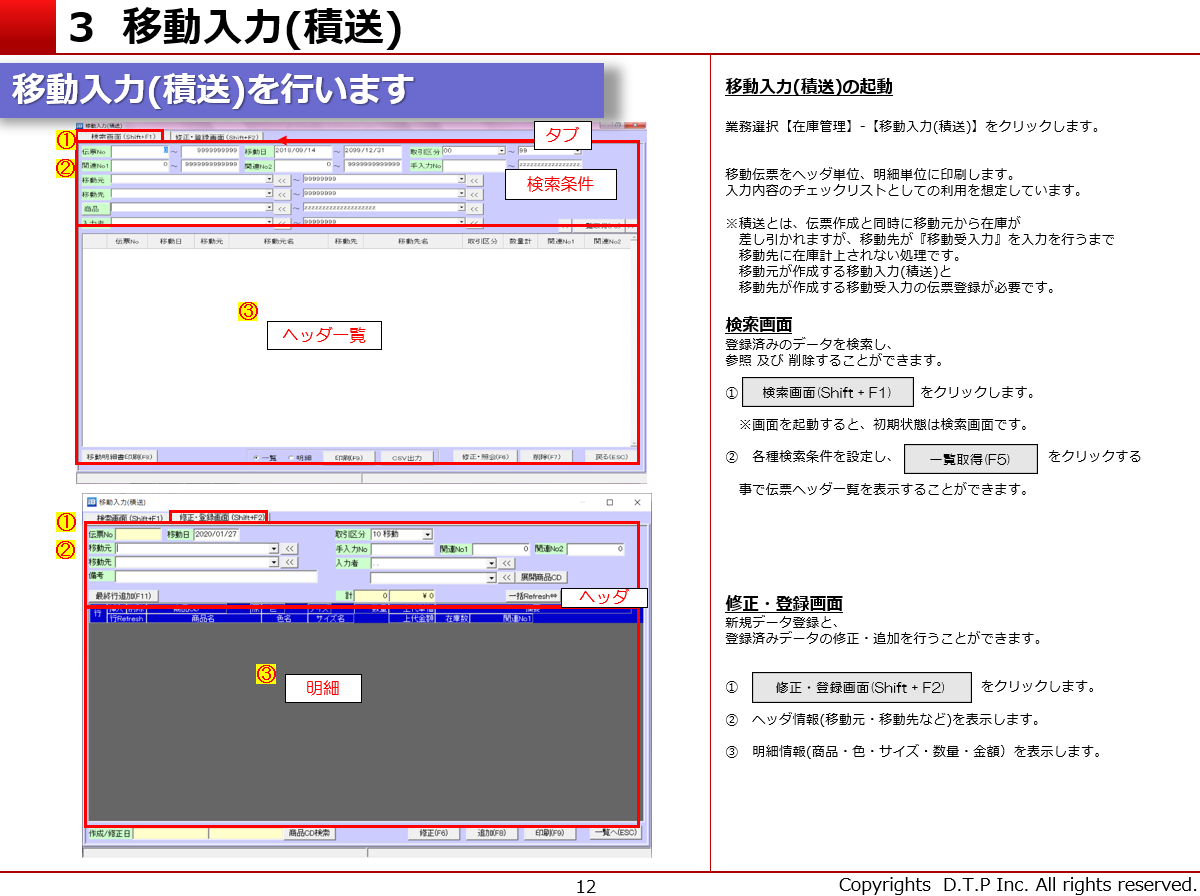 3 移動入力(積送)
移動入力(積送)を行います
移動入力(積送)
検索画面(Shift+F1) 修正・登録画面(Shift+F2)
① タブ
伝票No ～ 9999999999 移動日 2018/09/14 ～ 2099/12/31 取引区分 00 ～ 99
② 関連No1 0 ～ 9999999999999 関連No2 0 ～ 9999999999999 手入力No
移動元 << ～ 99999999 <<
検索条件
移動先 << ～ 99999999 <<
商品 << ～ <<
入力者 << ～ 99999999 <<
伝票No 移動日 移動元 移動元名 移動先 移動先名 取引区分 数量計 関連No1 関連No2
③
ヘッダ一覧
移動明細書印刷(F8) 一覧 明細 印刷(F9) CSV出力 修正・照会(F6) 削除(F7) 戻る(ESC)
移動入力(積送)
① 検索画面(Shift+F1) 修正・登録画面(Shift+F2)
伝票No 移動日 2020/01/27 取引区分 10 移動
② 移動元 << 手入力No 関連No1 0 関連No2 0
移動先 << 入力者 <<
備考 << 展開商品CD
最終行追加(F11) 計 0 ¥0 一括Refresh
ヘッダ
行
行Refresh 商品名 色名 サイズ名 上代金額 在庫数 関連No1
③
明細
作成/修正日 商品CD検索 修正(F6) 追加(F8) 印刷(F9) 一覧へ(ESC)
移動入力(積送)の起動
業務選択【在庫管理】-【移動入力(積送)】をクリックします。
移動伝票をヘッダ単位、明細単位に印刷します。
入力内容のチェックリストとしての利用を想定しています。
※積送とは、伝票作成と同時に移動元から在庫が
差し引かれますが、移動先が『移動受入力』を入力を行うまで
移動先に在庫計上されない処理です。
移動元が作成する移動入力(積送)と
移動先が作成する移動受入力の伝票登録が必要です。
検索画面
登録済みのデータを検索し、
参照 及び 削除することができます。
① 検索画面(Shift + F1) をクリックします。
※画面を起動すると、初期状態は検索画面です。
② 各種検索条件を設定し、 一覧取得(F5) をクリックする
事で伝票ヘッダ一覧を表示することができます。
修正・登録画面
新規データ登録と、
登録済みデータの修正・追加を行うことができます。
① 修正・登録画面(Shift + F2) をクリックします。
② ヘッダ情報(移動元・移動先など)を表示します。
③ 明細情報(商品・色・サイズ・数量・金額）を表示します。
12
Copyrights D.T.P Inc. All rights reserved.